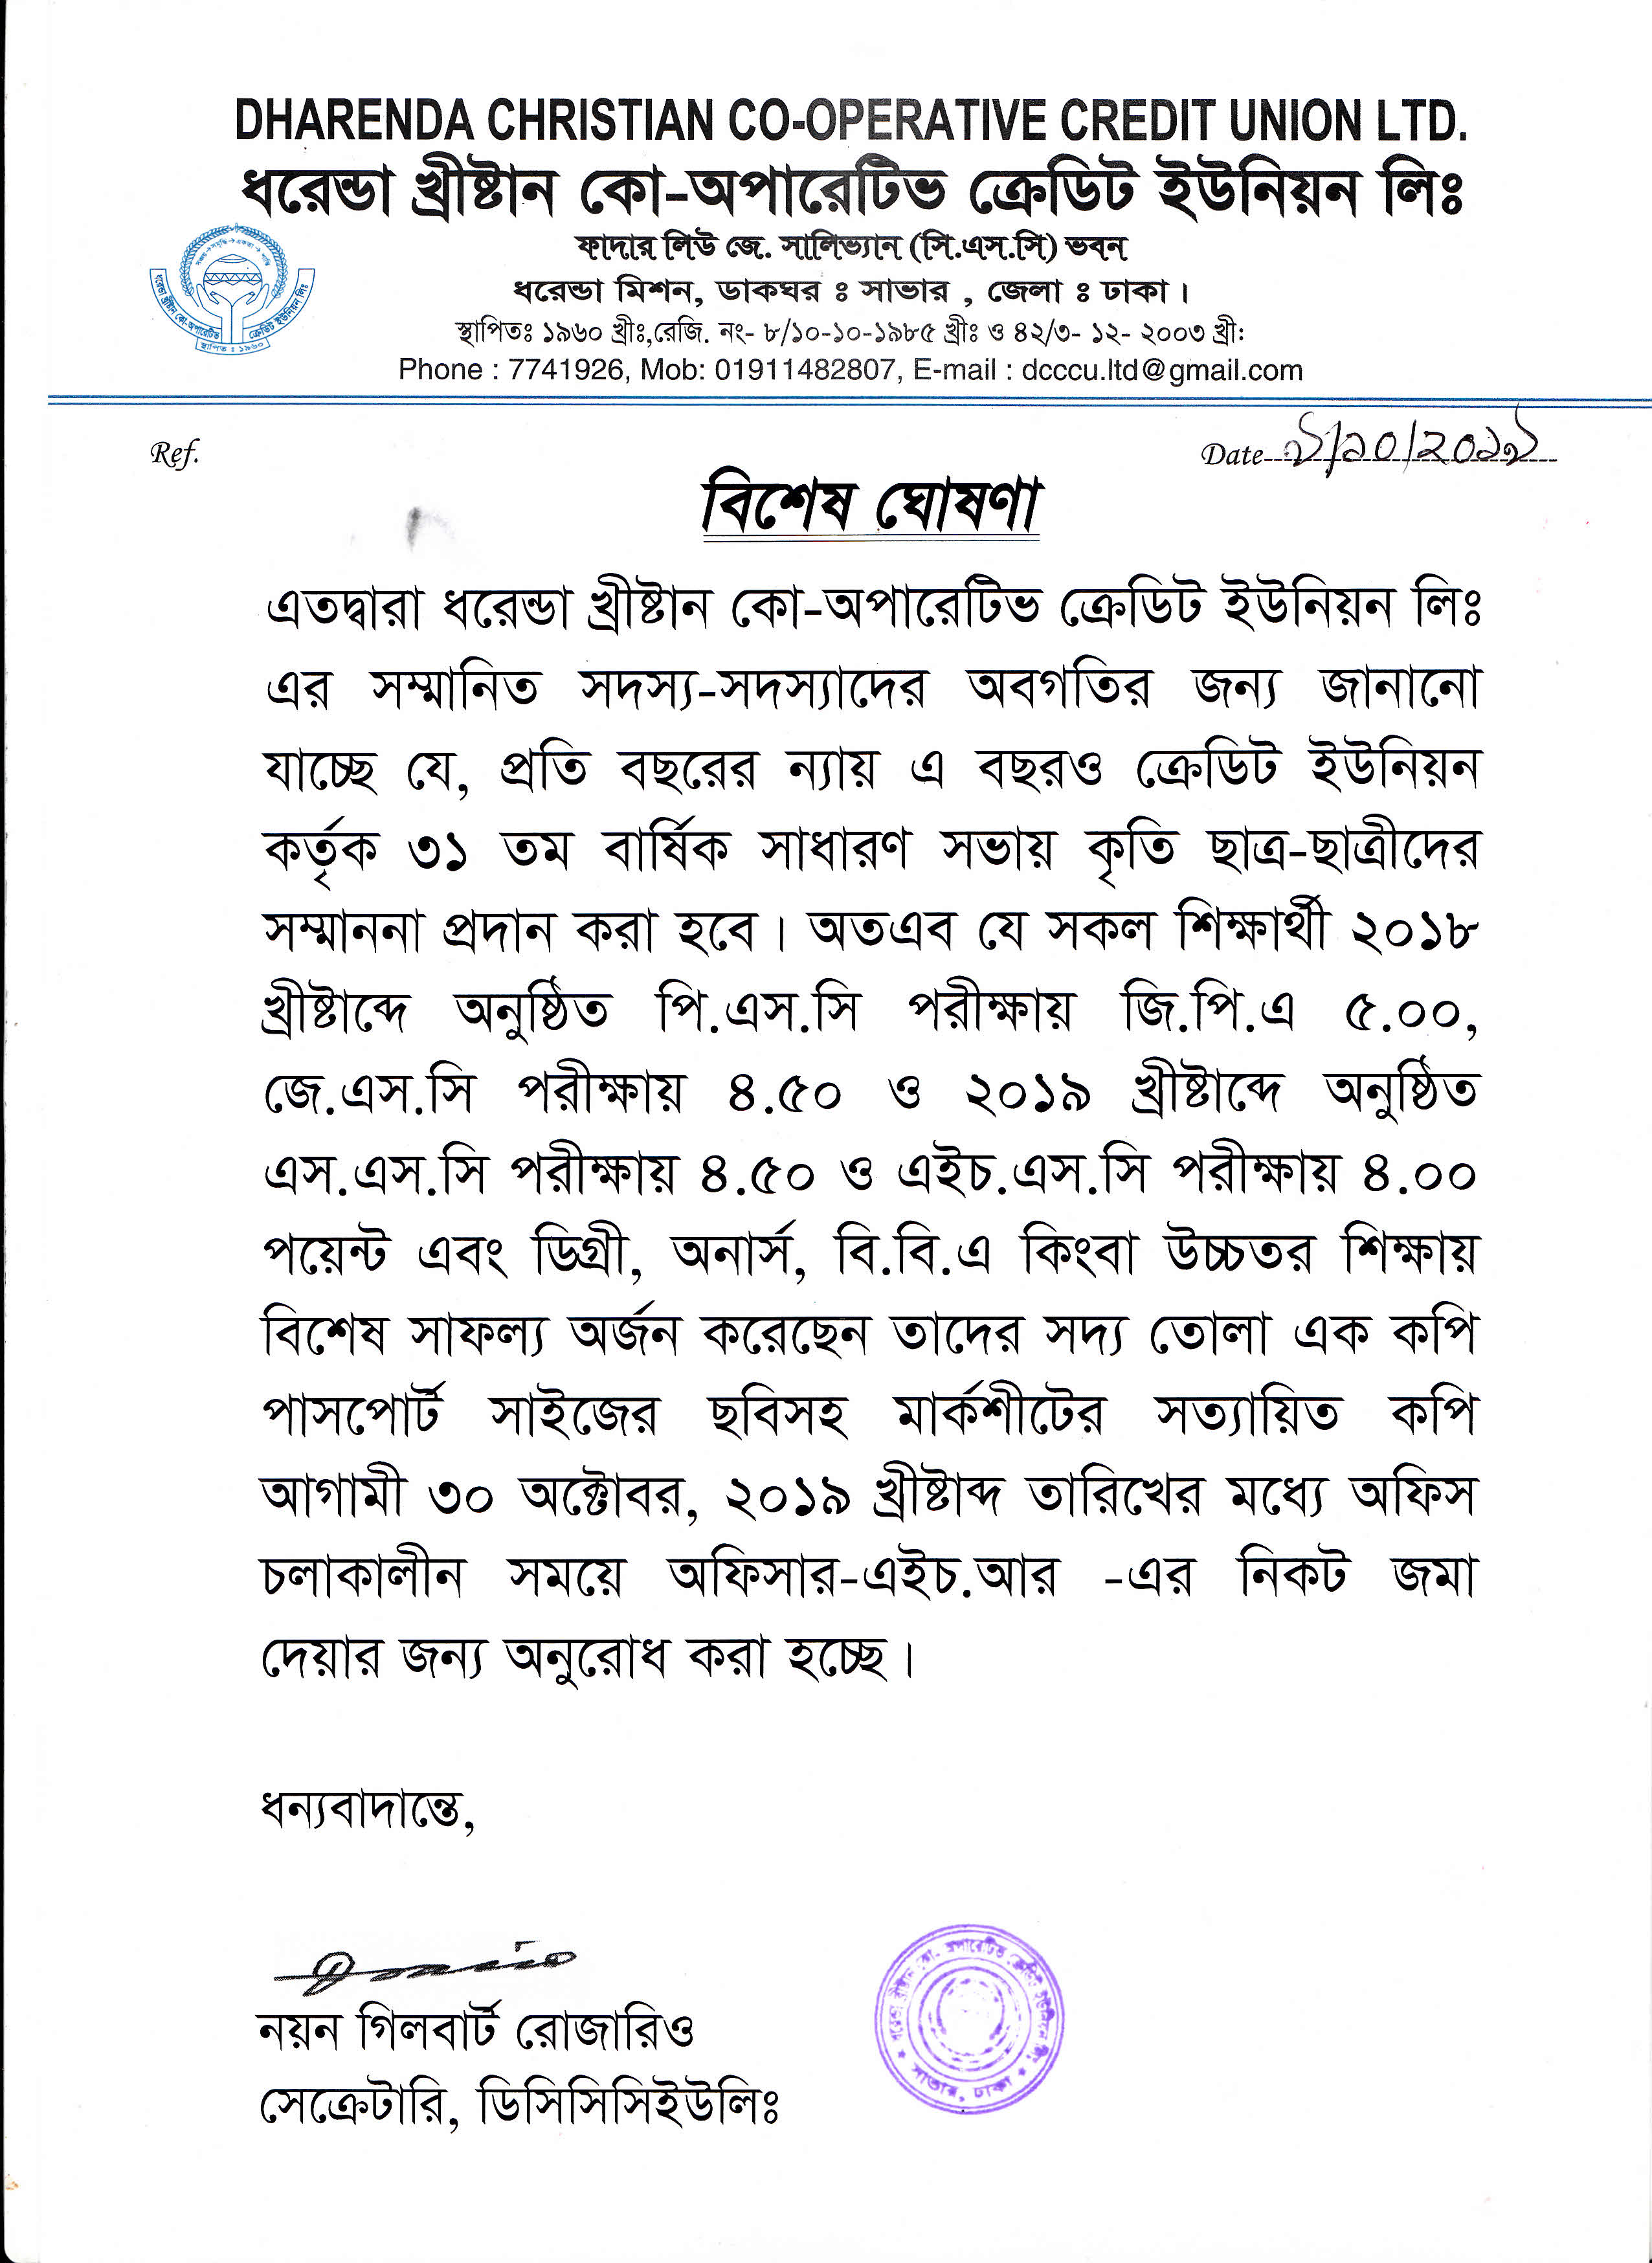 DHARENDA CHRISTIAN CO-OPERATIVE CREDIT UNION LTD.
ধরেন্ডা খ্রীষ্টান কো-অপারেটিভ ক্রেডিট ইউনিয়ন লিঃ
ফাদার লিউ জে. সালিভ্যান (সি.এস.সি) ভবন
ধরেন্ডা মিশন, ডাকঘর ঃ সাভার , জেলা ঃ ঢাকা।
স্থাপিতঃ ১৯৬০ খ্রীঃ,রেজি. নং- ৮/১০-১০-১৯৮৫ খ্রীঃ ও ৪২/৩- ১২- ২০০৩ খ্রী:
Phone : 7741926, Mob: 01911482807, E-mail : dcccu.ltd@gmail.com
ধরেন্ডা খ্রীষ্টান কো-অপারেটিভ ক্রেডিট ইউনিয়ন লিঃ
স্থাপিত : ১৯৬০
Ref.
Date ৯/১০/২০১৯
বিশেষ ঘোষণা
এতদ্বারা ধরেন্ডা খ্রীষ্টান কো-অপারেটিভ ক্রেডিট ইউনিয়ন লিঃ
এর সম্মানিত সদস্য-সদস্যাদের অবগতির জন্য জানানো
যাচ্ছে যে, প্রতি বছরের ন্যায় এ বছরও ক্রেডিট ইউনিয়ন
কর্তৃক ৩১ তম বার্ষিক সাধারণ সভায় কৃতি ছাত্র-ছাত্রীদের
সম্মাননা প্রদান করা হবে। অতএব যে সকল শিক্ষার্থী ২০১৮
খ্রীষ্টাব্দে অনুষ্ঠিত পি.এস.সি পরীক্ষায় জি.পি.এ ৫.০০,
জে.এস.সি পরীক্ষায় ৪.৫০ ও ২০১৯ খ্রীষ্টাব্দে অনুষ্ঠিত
এস.এস.সি পরীক্ষায় ৪.৫০ ও এইচ.এস.সি পরীক্ষায় ৪.০০
পয়েন্ট এবং ডিগ্রী, অনার্স, বি.বি.এ কিংবা উচ্চতর শিক্ষায়
বিশেষ সাফল্য অর্জন করেছেন তাদের সদ্য তোলা এক কপি
পাসপোর্ট সাইজের ছবিসহ মার্কশীটের সত্যায়িত কপি
আগামী ৩০ অক্টোবর, ২০১৯ খ্রীষ্টাব্দ তারিখের মধ্যে অফিস
চলাকালীন সময়ে অফিসার-এইচ.আর -এর নিকট জমা
দেয়ার জন্য অনুরোধ করা হচ্ছে।
ধন্যবাদান্তে,
নয়ন গিলবার্ট রোজারিও
সেক্রেটারি, ডিসিসিসিইউলিঃ
সাভার, ঢাকা